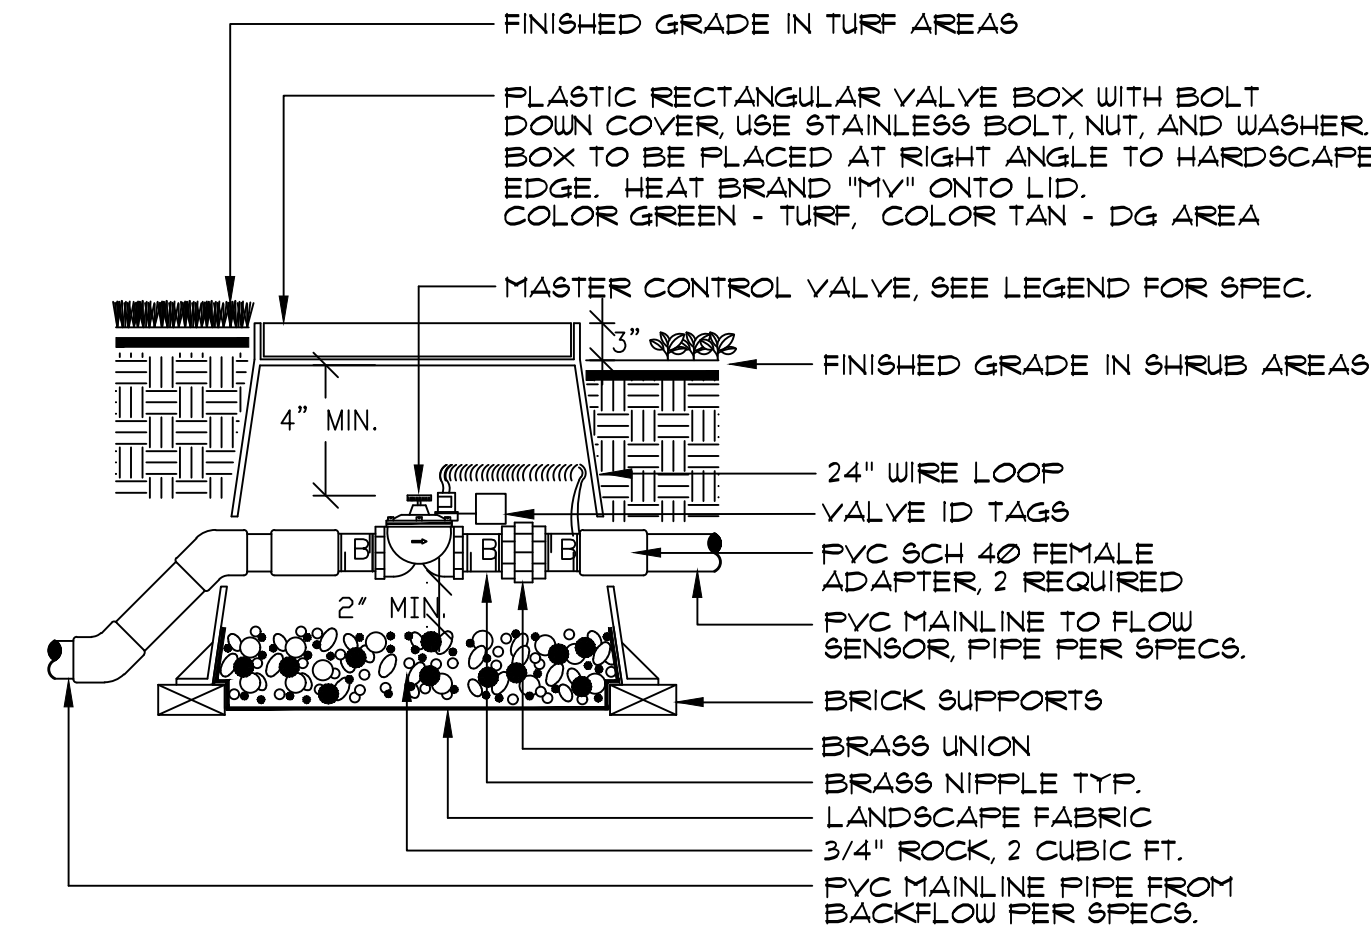 FINISHED GRADE IN TURF AREAS
PLASTIC RECTANGULAR VALVE BOX WITH BOLT
DOWN COVER, USE STAINLESS BOLT, NUT, AND WASHER.
BOX TO BE PLACED AT RIGHT ANGLE TO HARDSCAPE
EDGE. HEAT BRAND "MV" ONTO LID.
COLOR GREEN - TURF, COLOR TAN - DG AREA
MASTER CONTROL VALVE, SEE LEGEND FOR SPEC.
3"
FINISHED GRADE IN SHRUB AREAS
4" MIN.
24" WIRE LOOP
VALVE ID TAGS
B B B
PVC SCH 40 FEMALE
ADAPTER, 2 REQUIRED
2" MIN.
PVC MAINLINE TO FLOW
SENSOR, PIPE PER SPECS.
BRICK SUPPORTS
BRASS UNION
BRASS NIPPLE TYP.
LANDSCAPE FABRIC
3/4" ROCK, 2 CUBIC FT.
PVC MAINLINE PIPE FROM
BACKFLOW PER SPECS.